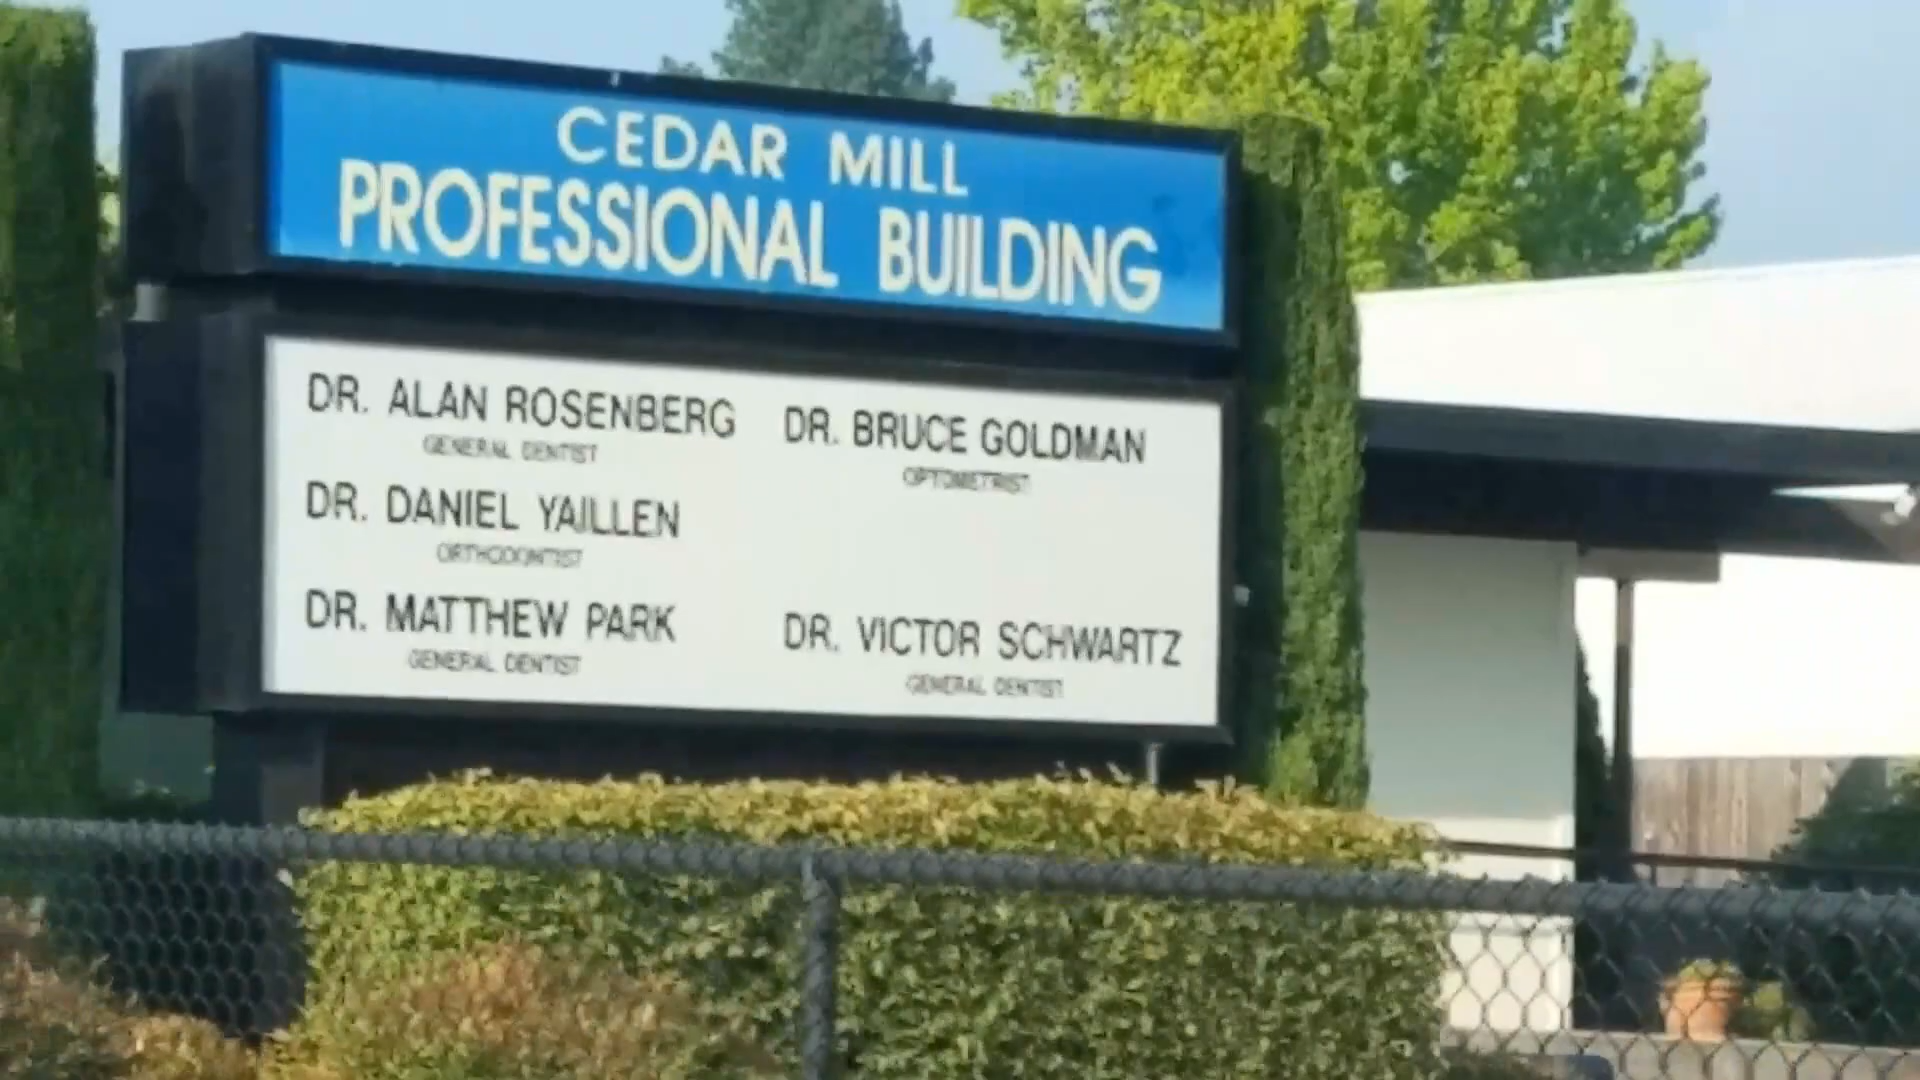 CEDAR MILL
PROFESSIONAL BUILDING
DR. ALAN ROSENBERG
GENERAL DENTIST
DR. DANIEL YAILLEN
ORTHODONTIST
DR. MATTHEW PARK
GENERAL DENTIST
DR. BRUCE GOLDMAN
OPTOMETRIST
DR. VICTOR SCHWARTZ
GENERAL DENTIST